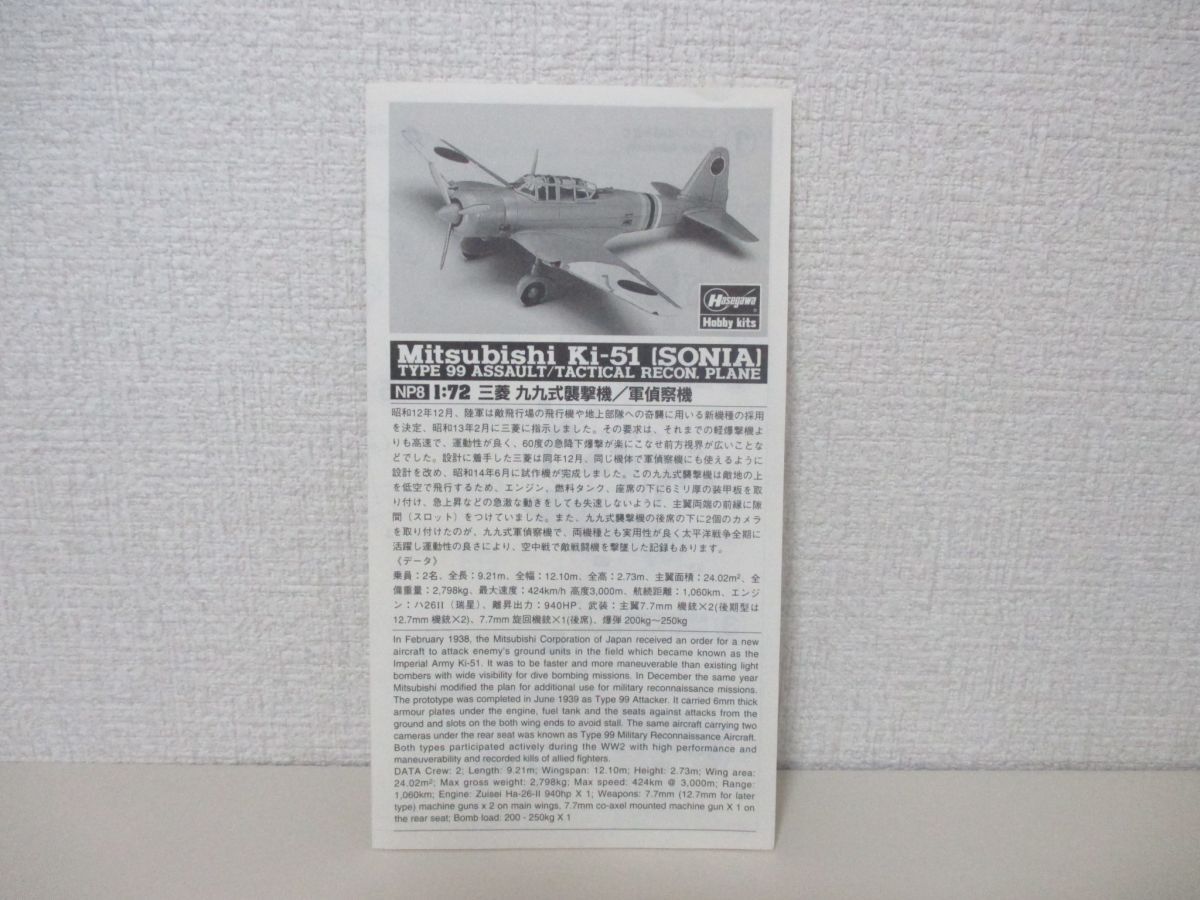 Hasegawa
Hobby kits
Mitsubishi Ki-51 (SONIA)
TYPE 99 ASSAULT/TACTICAL RECON. PLANE
NP8 1:72 三菱 九九式襲撃機／軍偵察機
昭和12年12月、陸軍は敵飛行場の飛行機や地上部隊への奇襲に用いる新機種の採用
を決定、昭和13年2月に三菱に指示しました。その要求は、それまでの軽爆撃機よ
りも高速で、運動性が良く、60度の急降下爆撃が楽にこなせ前方視界が広いことな
どでした。設計に着手した三菱は同年12月、同じ機体で軍偵察機にも使えるように
設計を改め、昭和14年6月に試作機が完成しました。この九九式襲撃機は敵地の上
を低空で飛行するため、エンジン、燃料タンク、座席の下に6ミリ厚の装甲板を取
り付け、急上昇などの急激な動きをしても失速しないように、主翼両端の前縁に隙
間（スロット）をつけていました。また、九九式襲撃機の後席の下に2個のカメラ
を取り付けたのが、九九式軍偵察機で、両機種とも実用性が良く太平洋戦争全期に
活躍し運動性の良さにより、空中戦で敵戦闘機を撃墜した記録もあります。
《データ》
乗員：2名、全長：9.21m、全幅：12.10m、全高：2.73m、主翼面積：24.02m²、全
備重量：2,798kg、最大速度：424km/h 高度3,000m、航続距離：1,060km、エンジ
ン：ハ26II（瑞星）、離昇出力：940HP、武装：主翼7.7mm 機銃×2(後期型は
12.7mm 機銃×2)、7.7mm 旋回機銃×1(後席)、爆弾 200kg〜250kg
In February 1938, the Mitsubishi Corporation of Japan received an order for a new
aircraft to attack enemy's ground units in the field which became known as the
Imperial Army Ki-51. It was to be faster and more maneuverable than existing light
bombers with wide visibility for dive bombing missions. In December the same year
Mitsubishi modified the plan for additional use for military reconnaissance missions.
The prototype was completed in June 1939 as Type 99 Attacker. It carried 6mm thick
armour plates under the engine, fuel tank and the seats against attacks from the
ground and slots on the both wing ends to avoid stall. The same aircraft carrying two
cameras under the rear seat was known as Type 99 Military Reconnaissance Aircraft.
Both types participated actively during the WW2 with high performance and
maneuverability and recorded kills of allied fighters.
DATA Crew: 2; Length: 9.21m; Wingspan: 12.10m; Height: 2.73m; Wing area:
24.02m²; Max gross weight: 2,798kg; Max speed: 424km @ 3,000m; Range:
1,060km; Engine: Zuisei Ha-26-II 940hp X 1; Weapons: 7.7mm (12.7mm for later
type) machine guns x 2 on main wings, 7.7mm co-axel mounted machine gun X 1 on
the rear seat; Bomb load: 200 - 250kg X 1